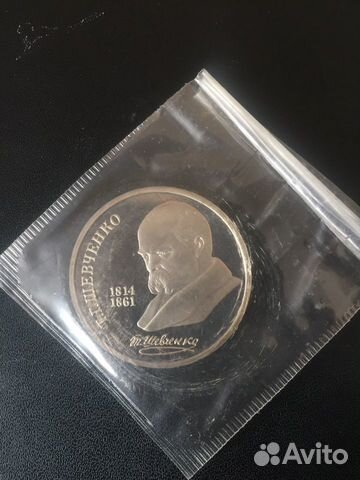 Т.Г. ШЕВЧЕНКО
1814
1861
Т.Шевченко
Avito